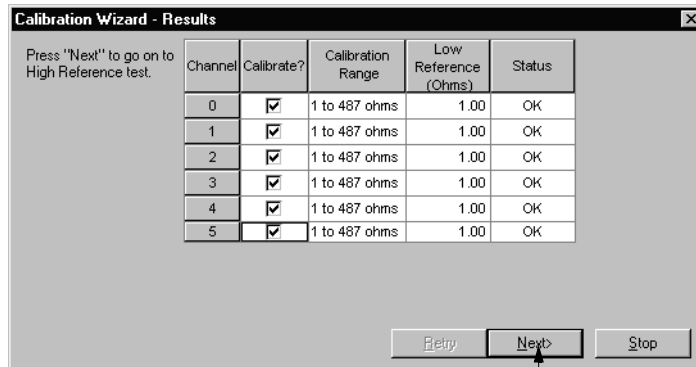 Calibration Wizard - Results
Press "Next" to go on to
High Reference test.
Channel Calibrate? Calibration Range Low Reference (Ohms) Status
0 1 to 487 ohms 1.00 OK
1 1 to 487 ohms 1.00 OK
2 1 to 487 ohms 1.00 OK
3 1 to 487 ohms 1.00 OK
4 1 to 487 ohms 1.00 OK
5 1 to 487 ohms 1.00 OK
Retry Next> Stop